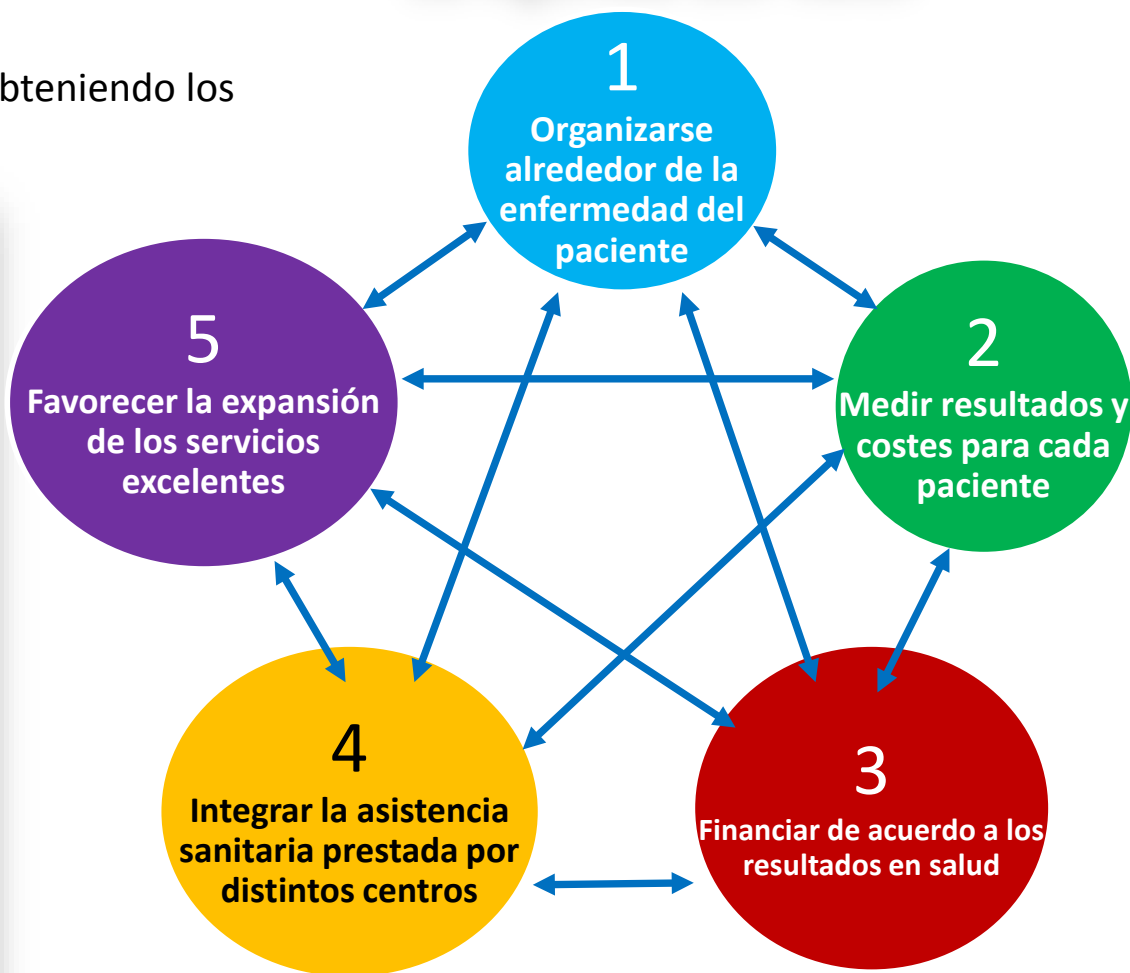 bteniendo los
1
Organizarse
alrededor de la
enfermedad del
paciente
2
Medir resultados y
costes para cada
paciente
3
Financiar de acuerdo a los
resultados en salud
4
Integrar la asistencia
sanitaria prestada por
distintos centros
5
Favorecer la expansión
de los servicios
excelentes